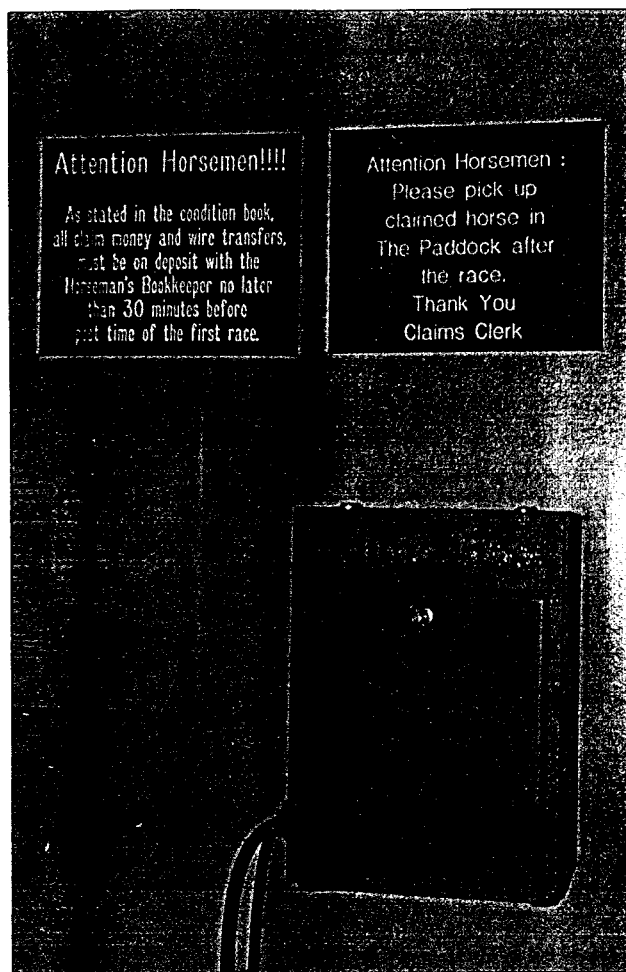 Attention Horsemen!!!!
As stated in the condition book,
all claim money and wire transfers,
must be on deposit with the
Horseman's Bookkeeper no later
than 30 minutes before
post time of the first race.
Attention Horsemen :
Please pick up
claimed horse in
The Paddock after
the race.
Thank You
Claims Clerk